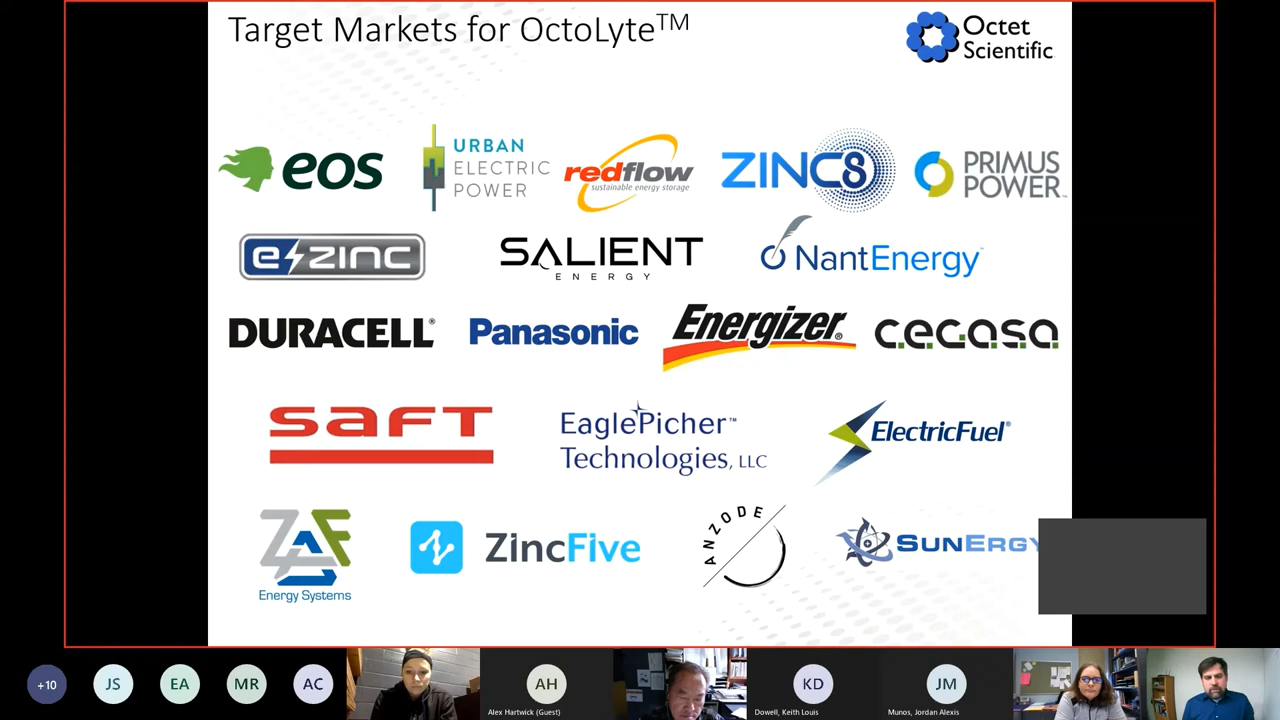 Target Markets for OctoLyte™
Octet
Scientific
eos
URBAN
ELECTRIC
POWER
redflow
sustainable energy storage
ZINC8
PRIMUS
POWER™
e zinc
SALIENT
ENERGY
NantEnergy™
DURACELL®
Panasonic
Energizer®
cegasa
SAFT
EaglePicher™
Technologies, LLC
ElectricFuel®
ZAF
Energy Systems
ZincFive
ANZODE
SUNERGY
+10
JS
EA
MR
AC
AH
Alex Hartwick (Guest)
KD
Dowell, Keith Louis
JM
Munos, Jordan Alexis